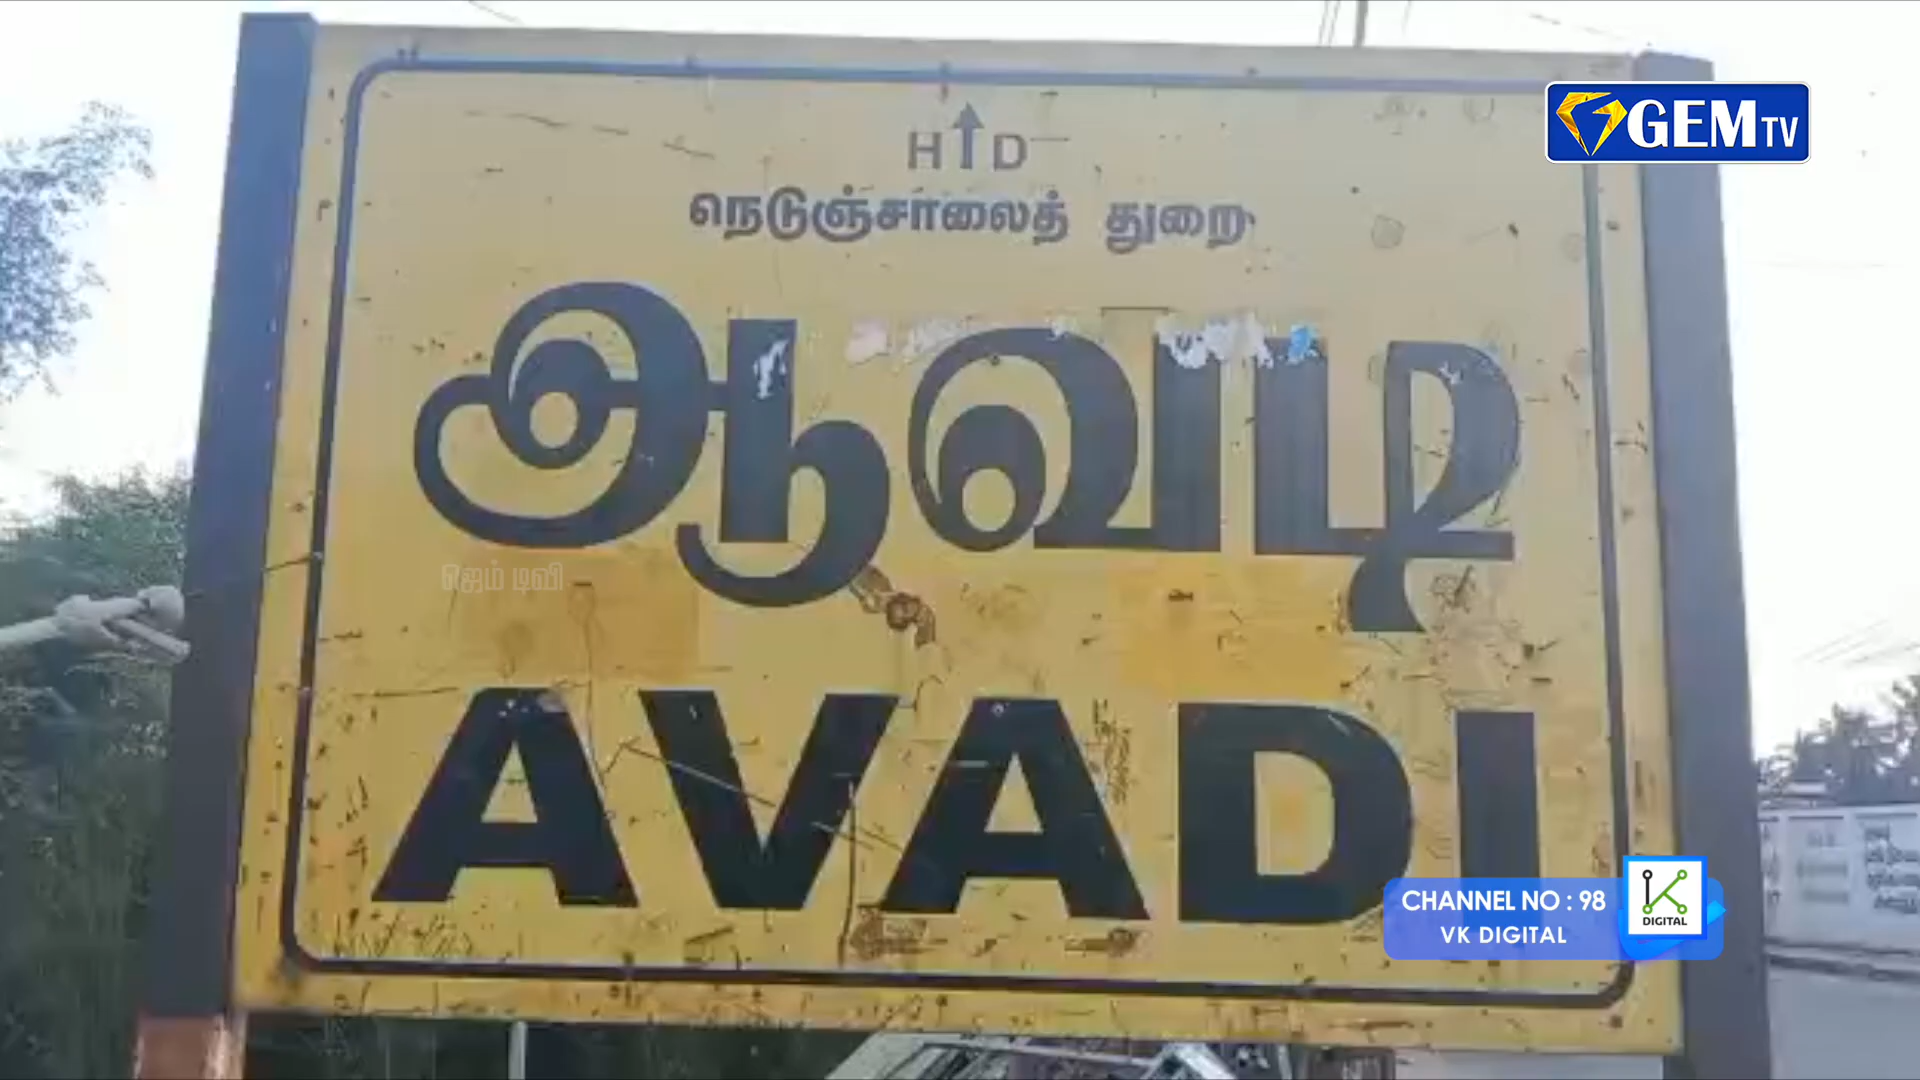 GEM TV
H D
நெடுஞ்சாலைத் துறை
ஆவடி
ஜெம் டிவி
AVADI
CHANNEL NO : 98
VK DIGITAL
K
DIGITAL